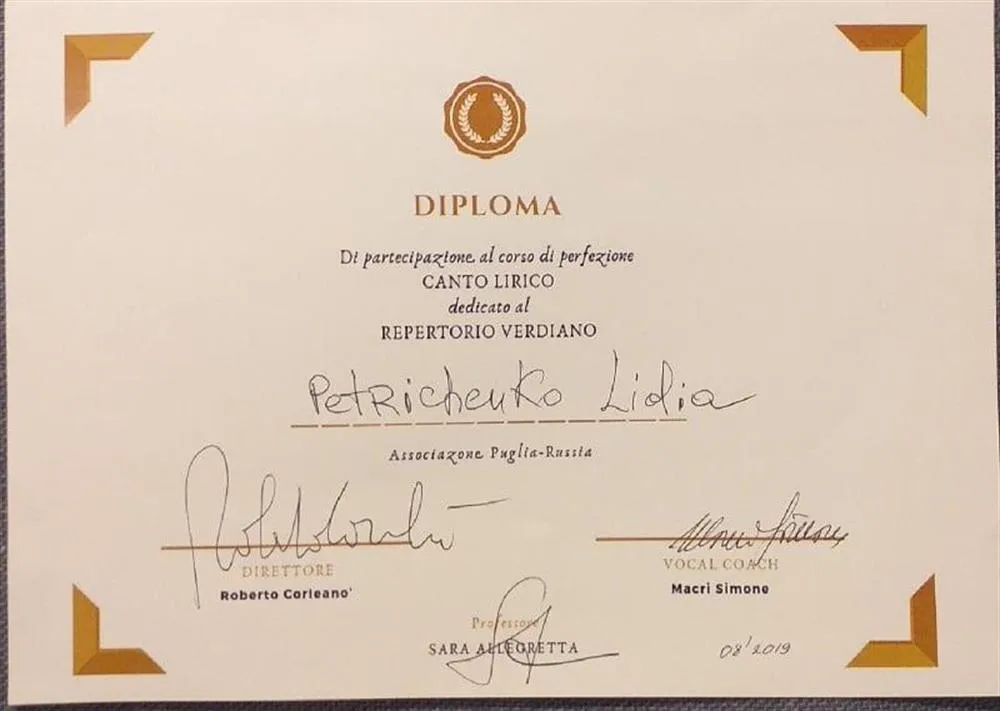 DIPLOMA
Di partecipazione al corso di perfezione
CANTO LIRICO
dedicato al
REPERTORIO VERDIANO
Petrichenko Lidia
Associazone Puglia-Russia
DIRETTORE
Roberto Corleano'
VOCAL COACH
Macri Simone
Professore
SARA ALLEGRETTA
08' 2019